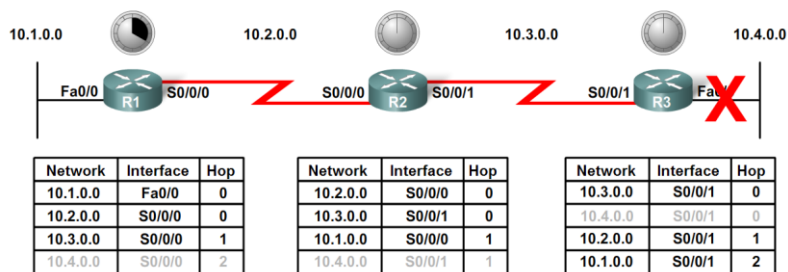 10.1.0.0 10.2.0.0 10.3.0.0 10.4.0.0
Fa0/0 R1 S0/0/0 S0/0/0 R2 S0/0/1 S0/0/1 R3
Network Interface Hop
10.1.0.0 Fa0/0 0
10.2.0.0 S0/0/0 0
10.3.0.0 S0/0/0 1
10.4.0.0 S0/0/0 2
Network Interface Hop
10.2.0.0 S0/0/0 0
10.3.0.0 S0/0/1 0
10.1.0.0 S0/0/0 1
10.4.0.0 S0/0/1 1
Network Interface Hop
10.3.0.0 S0/0/1 0
10.4.0.0 S0/0/1 0
10.2.0.0 S0/0/1 1
10.1.0.0 S0/0/1 2